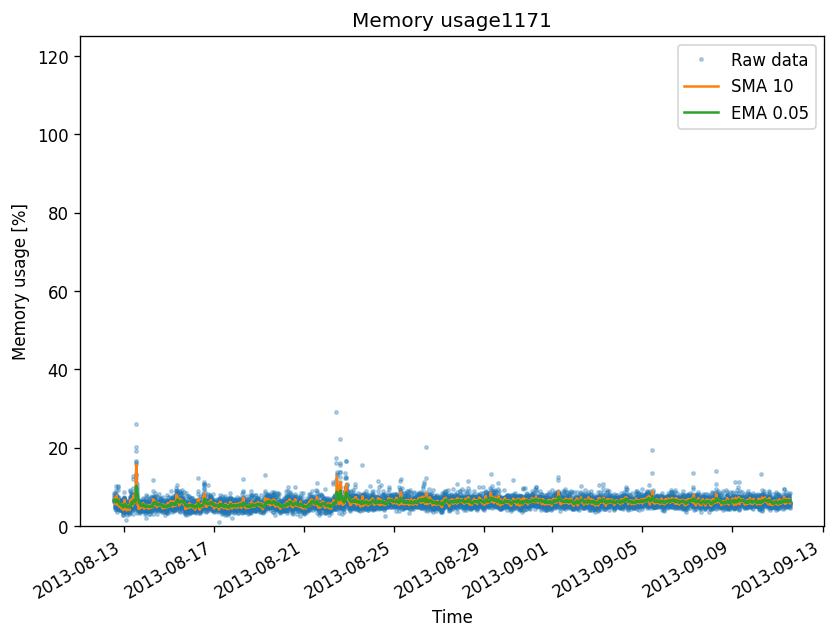 Memory usage1171
Raw data
SMA 10
EMA 0.05
Memory usage [%]
120
100
80
60
40
20
0
2013-08-13
2013-08-17
2013-08-21
2013-08-25
2013-08-29
2013-09-01
2013-09-05
2013-09-09
2013-09-13
Time